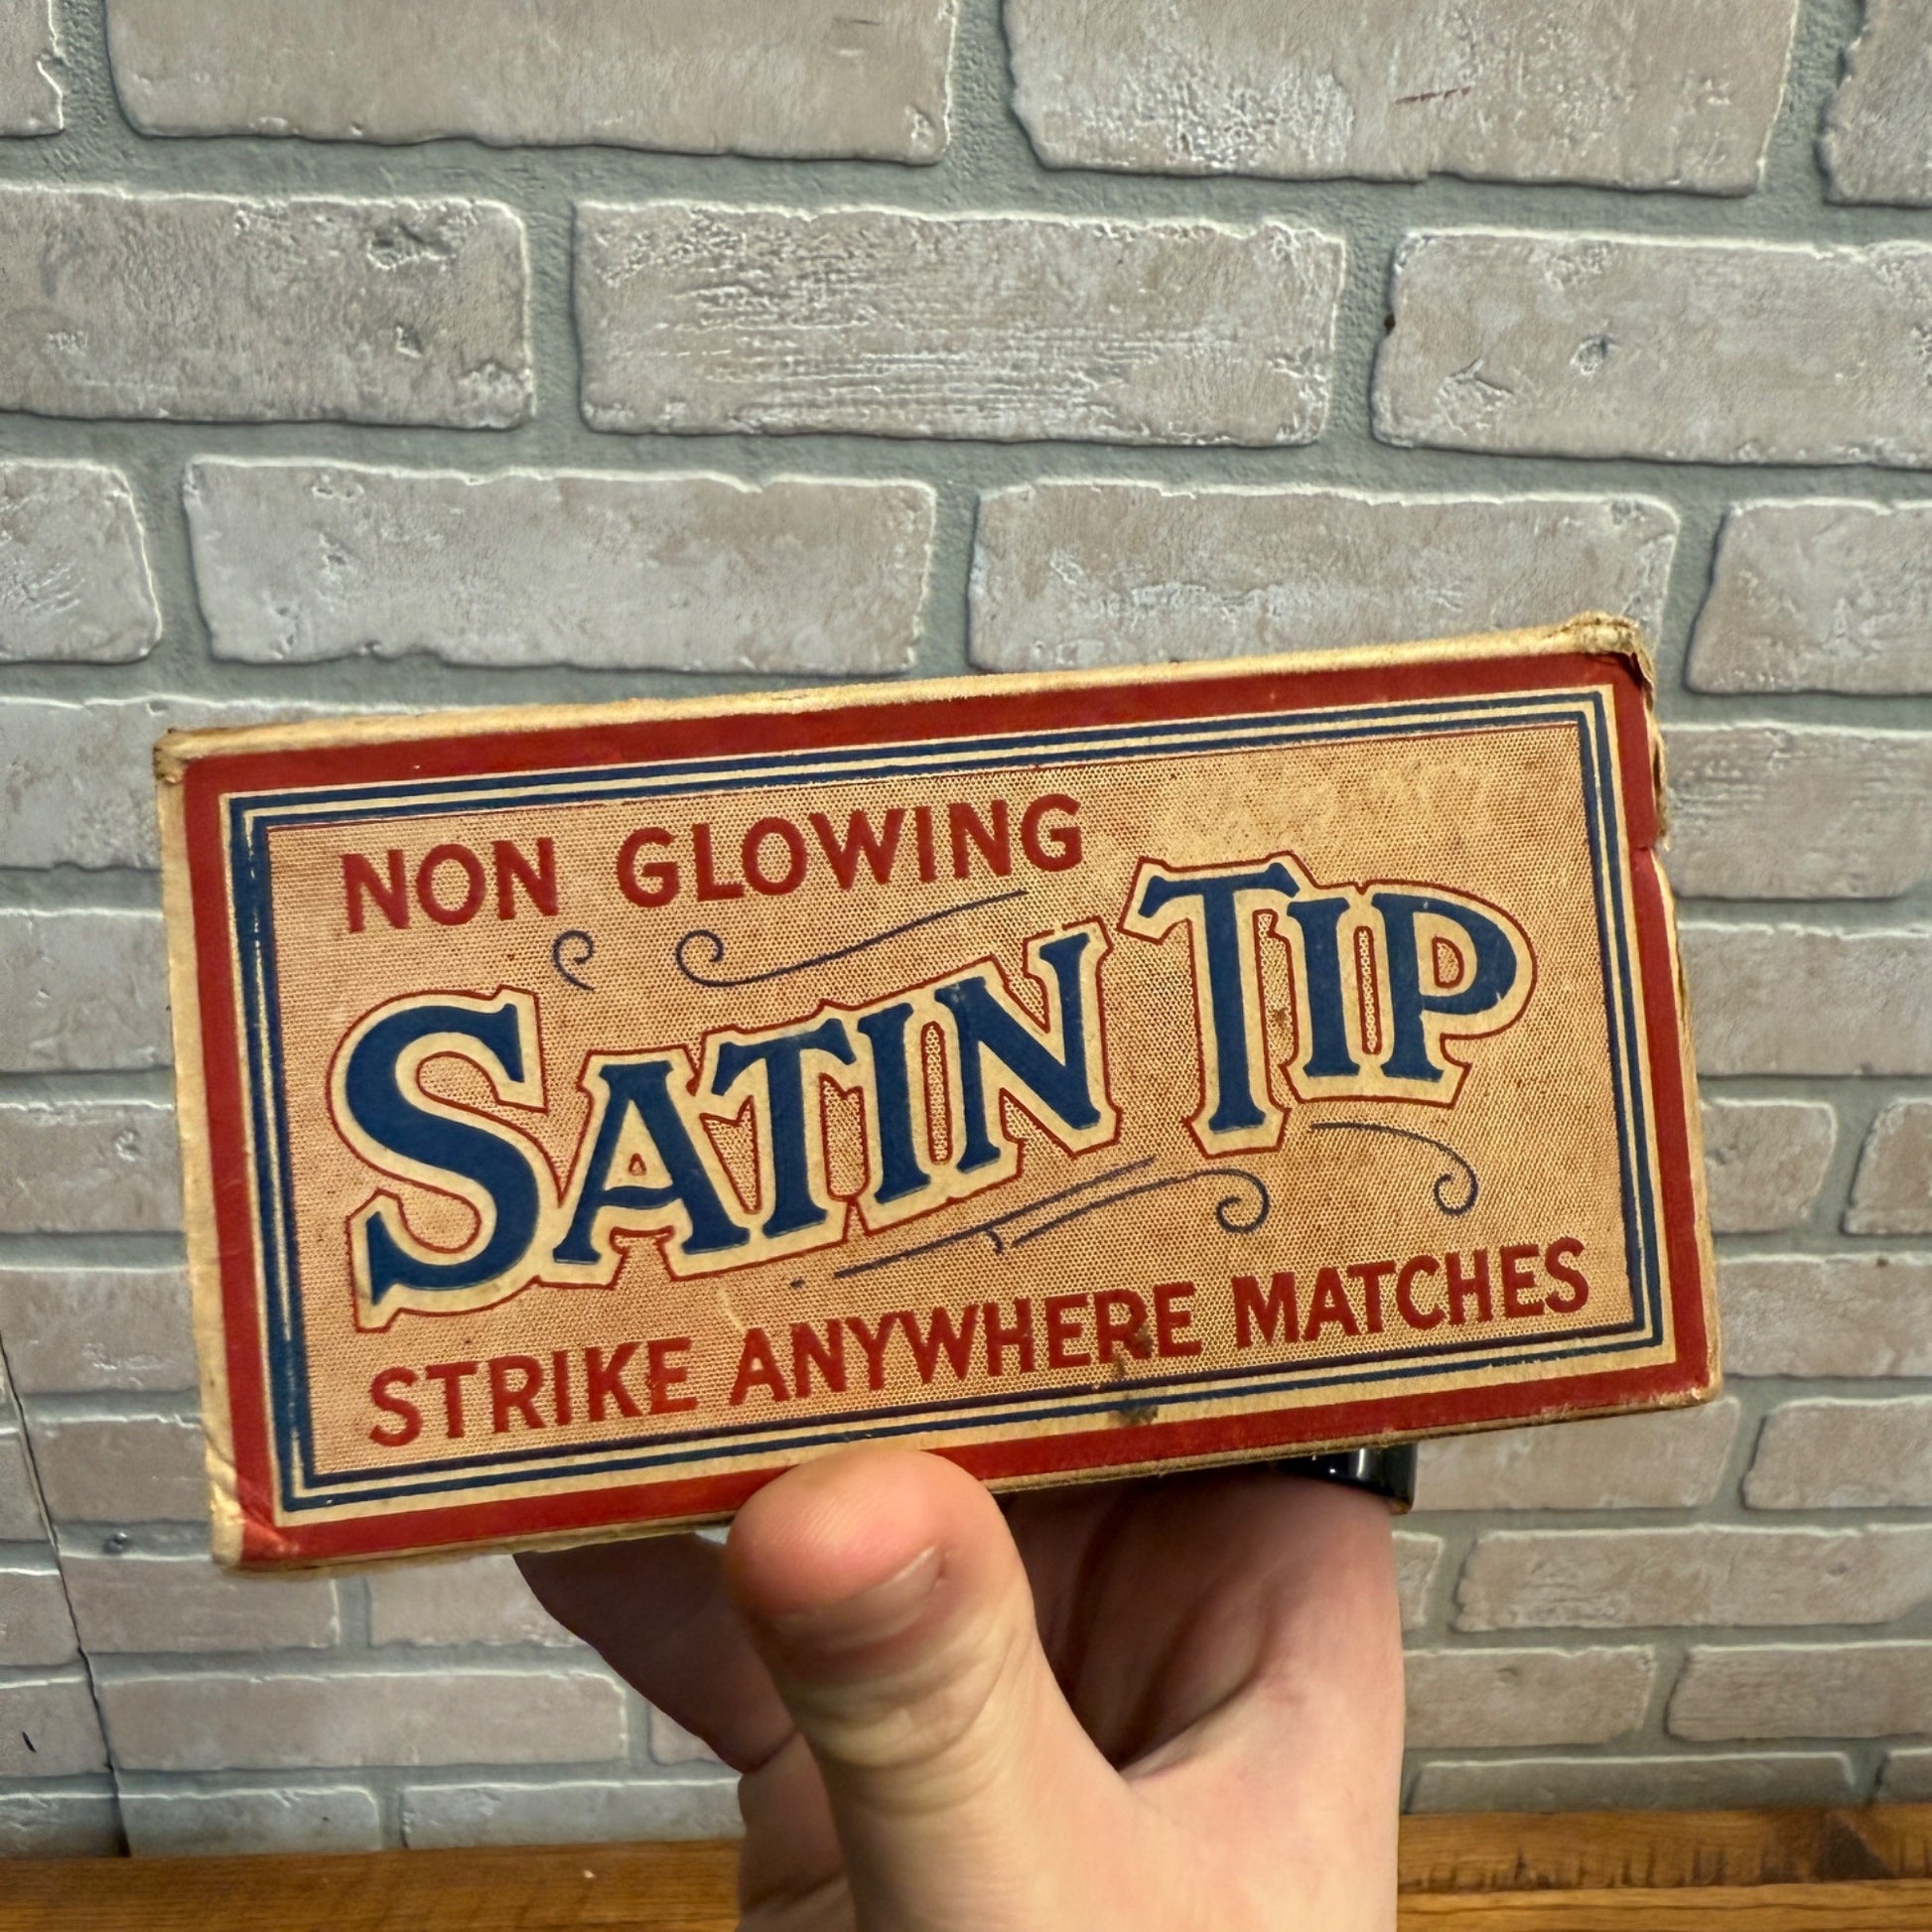 NON GLOWING
SATIN TIP
STRIKE ANYWHERE MATCHES